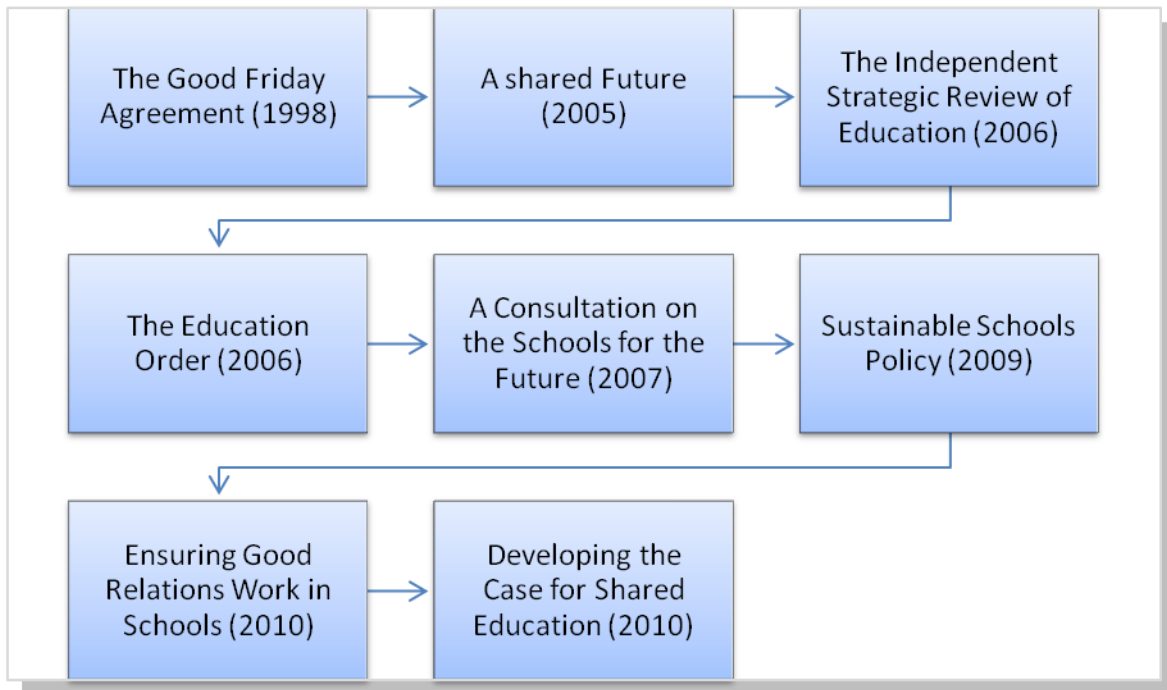 The Good Friday
Agreement (1998)
A shared Future
(2005)
The Independent
Strategic Review of
Education (2006)
The Education
Order (2006)
A Consultation on
the Schools for the
Future (2007)
Sustainable Schools
Policy (2009)
Ensuring Good
Relations Work in
Schools (2010)
Developing the
Case for Shared
Education (2010)